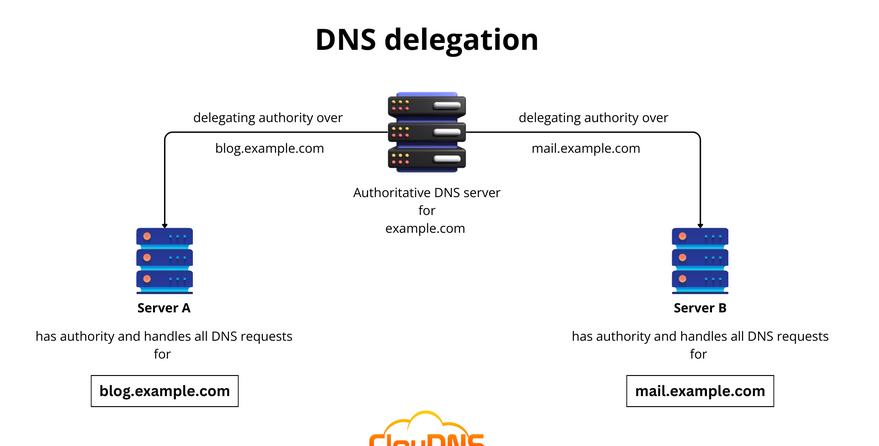 DNS delegation
delegating authority over
blog.example.com
delegating authority over
mail.example.com
Authoritative DNS server
for
example.com
Server A
has authority and handles all DNS requests
for
blog.example.com
Server B
has authority and handles all DNS requests
for
mail.example.com
ClouDNS